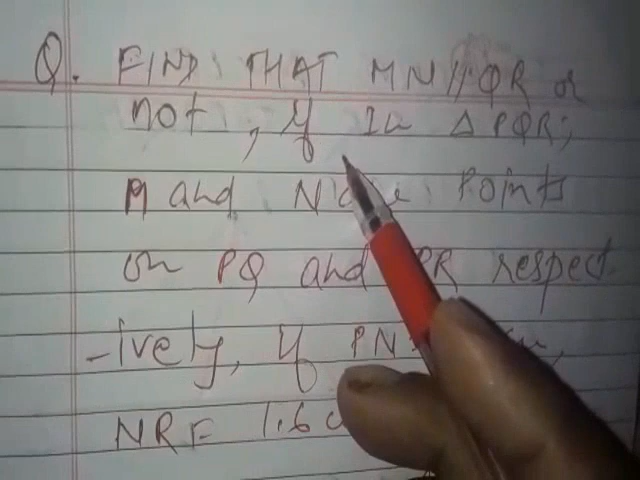 Q. FIND THAT MN || QR or
not, if In Δ PQR;
M and N are Points
on PQ and PR respect
-ively, if PN
NR = 1.6